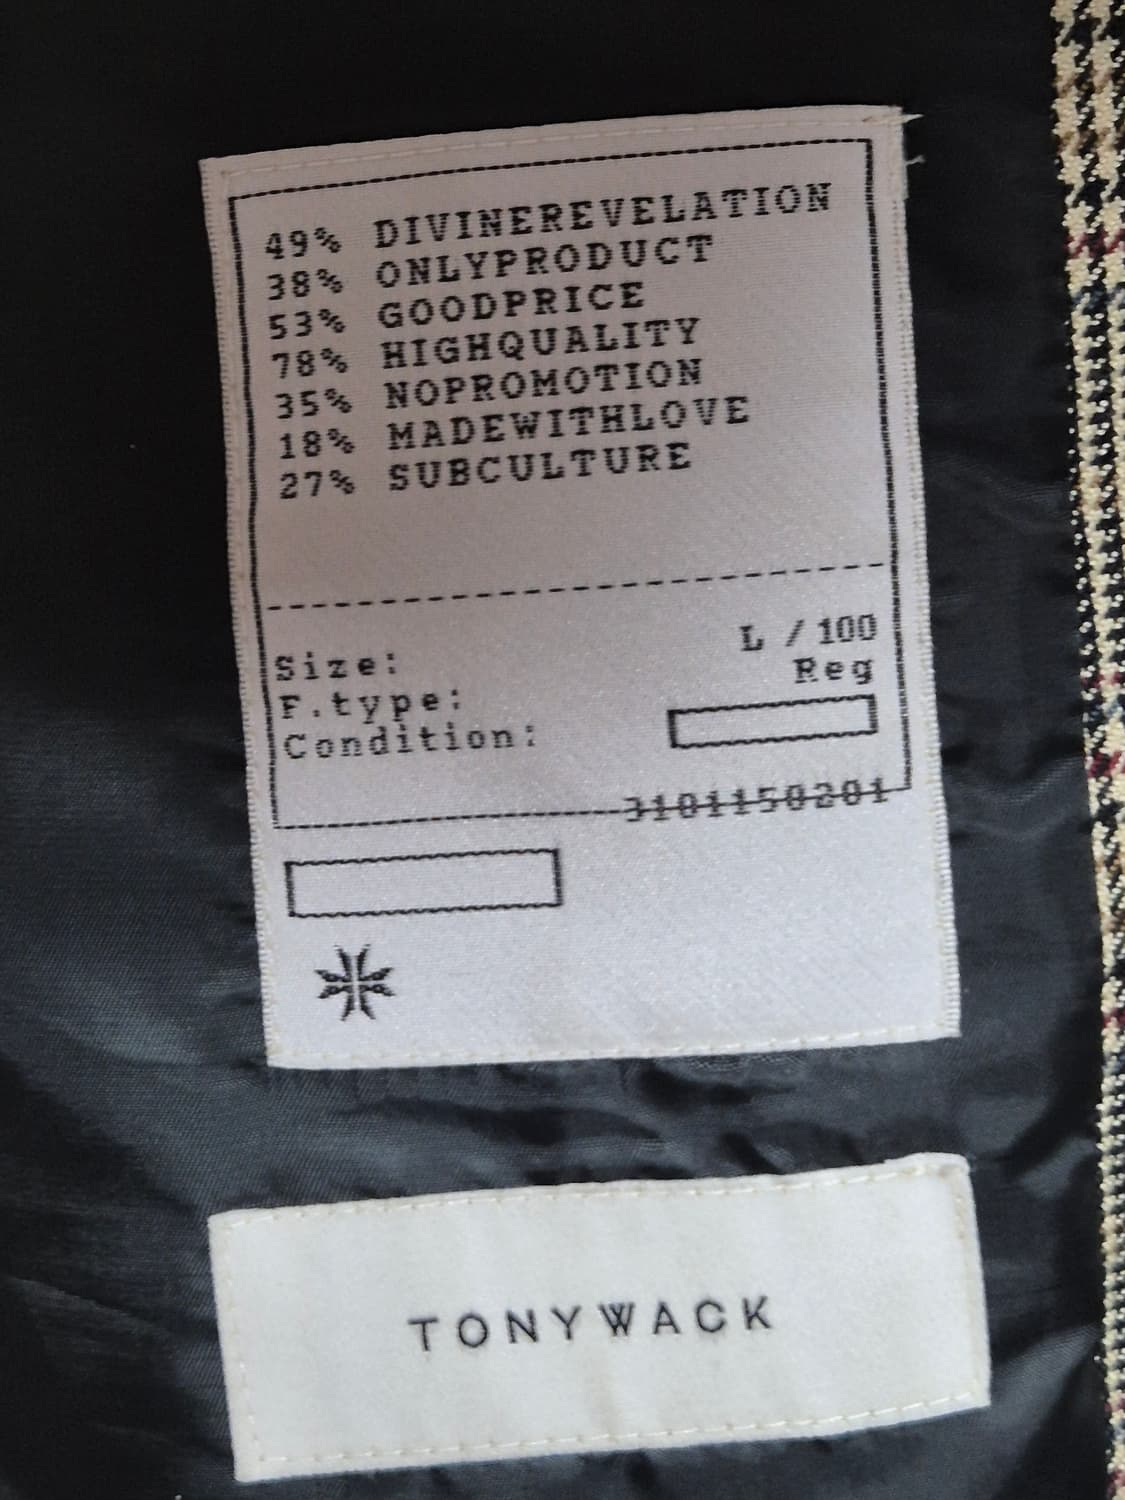 49% DIVINEREVELATION
38% ONLYPRODUCT
53% GOODPRICE
78% HIGHQUALITY
35% NOPROMOTION
18% MADEWITHLOVE
27% SUBCULTURE
Size: L / 100
F.type: Reg
Condition:
3101150201
TONYWACK